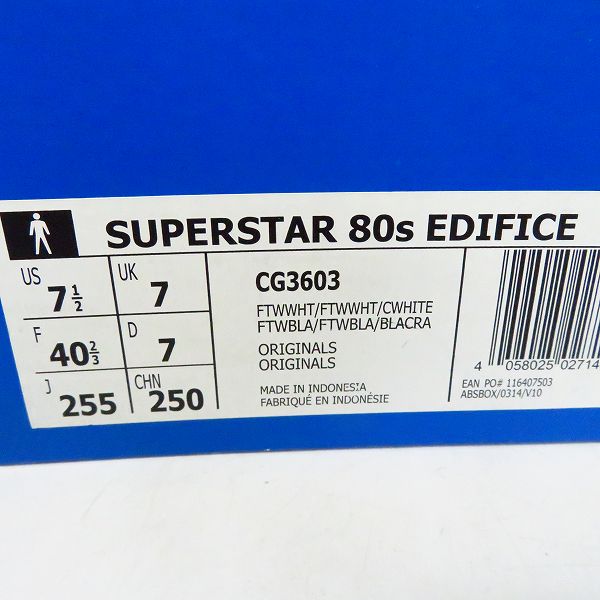 SUPERSTAR 80s EDIFICE
US 7 1/2 UK 7
F 40 2/3 D 7
J 255 CHN 250
CG3603
FTWWHT/FTWWHT/CWHITE
FTWBLA/FTWBLA/BLACRA
ORIGINALS
ORIGINALS
MADE IN INDONESIA
FABRIQUÉ EN INDONÉSIE
4 058025 02714
EAN PO# 116407503
ABSBOX/0314/V10